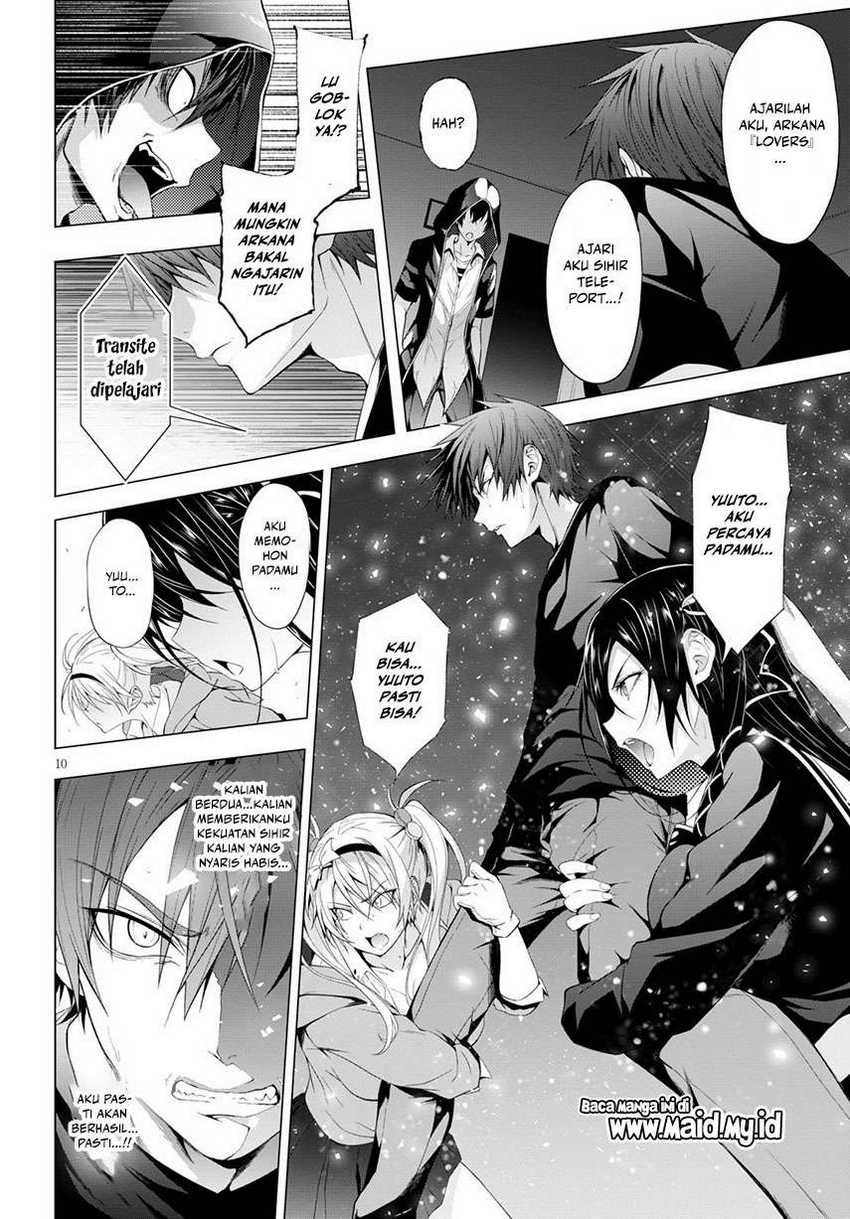 AJARILAH
AKU, ARKANA
『LOVERS』
...
AJARI
AKU SIHIR
TELE-
PORT...!
HAH?
LU
GOB-
LOK
YA!?
MANA
MUNGKIN
ARKANA
BAKAL
NGAJARIN
ITU!
Transite
telah
dipelajari
YUUTO...
AKU
PERCAYA
PADAMU...
KAU
BISA...
YUUTO
PASTI
BISA!
AKU
MEMO-
HON
PADAMU
...
YUU-
TO...
10
KALIAN
BERDUA...KALIAN
MEMBERIKANKU
KEKUATAN SIHIR
KALIAN YANG
NYARIS HABIS...
AKU PAS-
TI AKAN
BERHASIL,
PASTI...!!
Baca Manga ini di
www.Maid.My.id